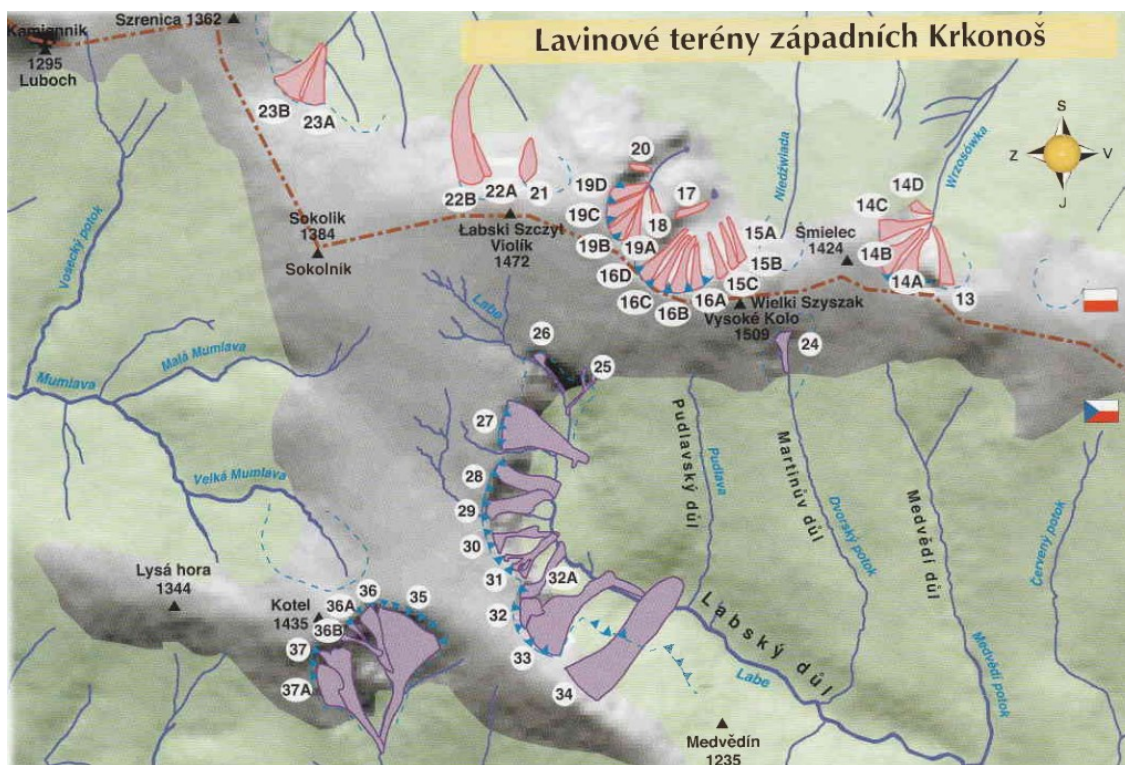 Lavinové terény západních Krkonoš
Szrenica 1362
Kamiennik
1295
Luboch
S
Z
V
J
23B
23A
20
19D
17
14D
22B
22A
21
19C
18
14C
Niedźwiada
Wrzosówka
Sokolik
1384
Sokolnik
Łabski Szczyt
Violík
1472
19B
19A
15A
Śmielec
1424
14B
16D
15B
14A
16C
16B
16A
15C
13
Wielki Szyszak
Vysoké Kolo
1509
Vosecký potok
Labe
26
25
24
Malá Mumlava
Mumlava
27
Velká Mumlava
28
29
30
31
32A
32
33
34
Pudlavský důl
Pudlava
Martinův důl
Dvorský potok
Medvědí důl
Medvědí potok
Červený potok
Labský důl
Labe
Lysá hora
1344
Kotel
1435
36A
36
35
36B
37
37A
Medvědín
1235